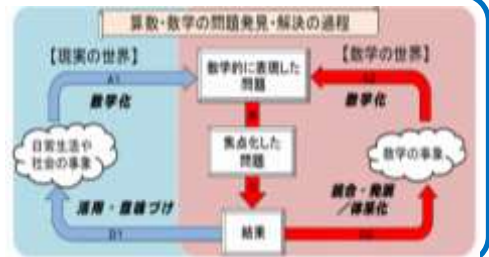 算数・数学の問題発見・解決の過程
【現実の世界】
【数学の世界】
A1
数学的に表現した
問題
A2
数学化
数学化
日常生活や
社会の事象
焦点化した
問題
数学の事象
活用・意味づけ
統合・発展
/体系化
D1
結果
D2